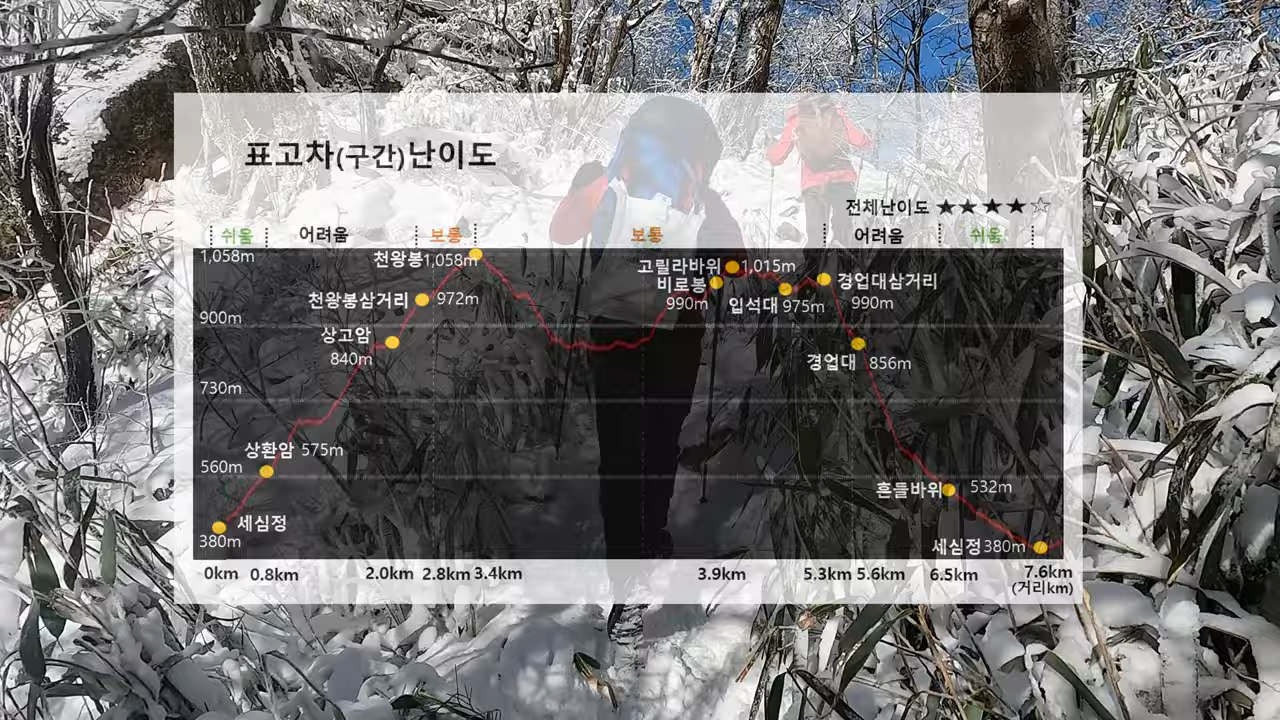 표고차(구간)난이도
전체난이도 ★★★★☆
쉬움 어려움 보통 보통 어려움 쉬움
1,058m
천왕봉1,058m
고릴라바위 1,015m
비로봉
990m
경업대삼거리
990m
천왕봉삼거리 972m
입석대 975m
900m
상고암
840m
경업대 856m
730m
상환암 575m
560m
흔들바위 532m
세심정
380m
세심정380m
0km 0.8km 2.0km 2.8km 3.4km 3.9km 5.3km 5.6km 6.5km 7.6km
(거리km)